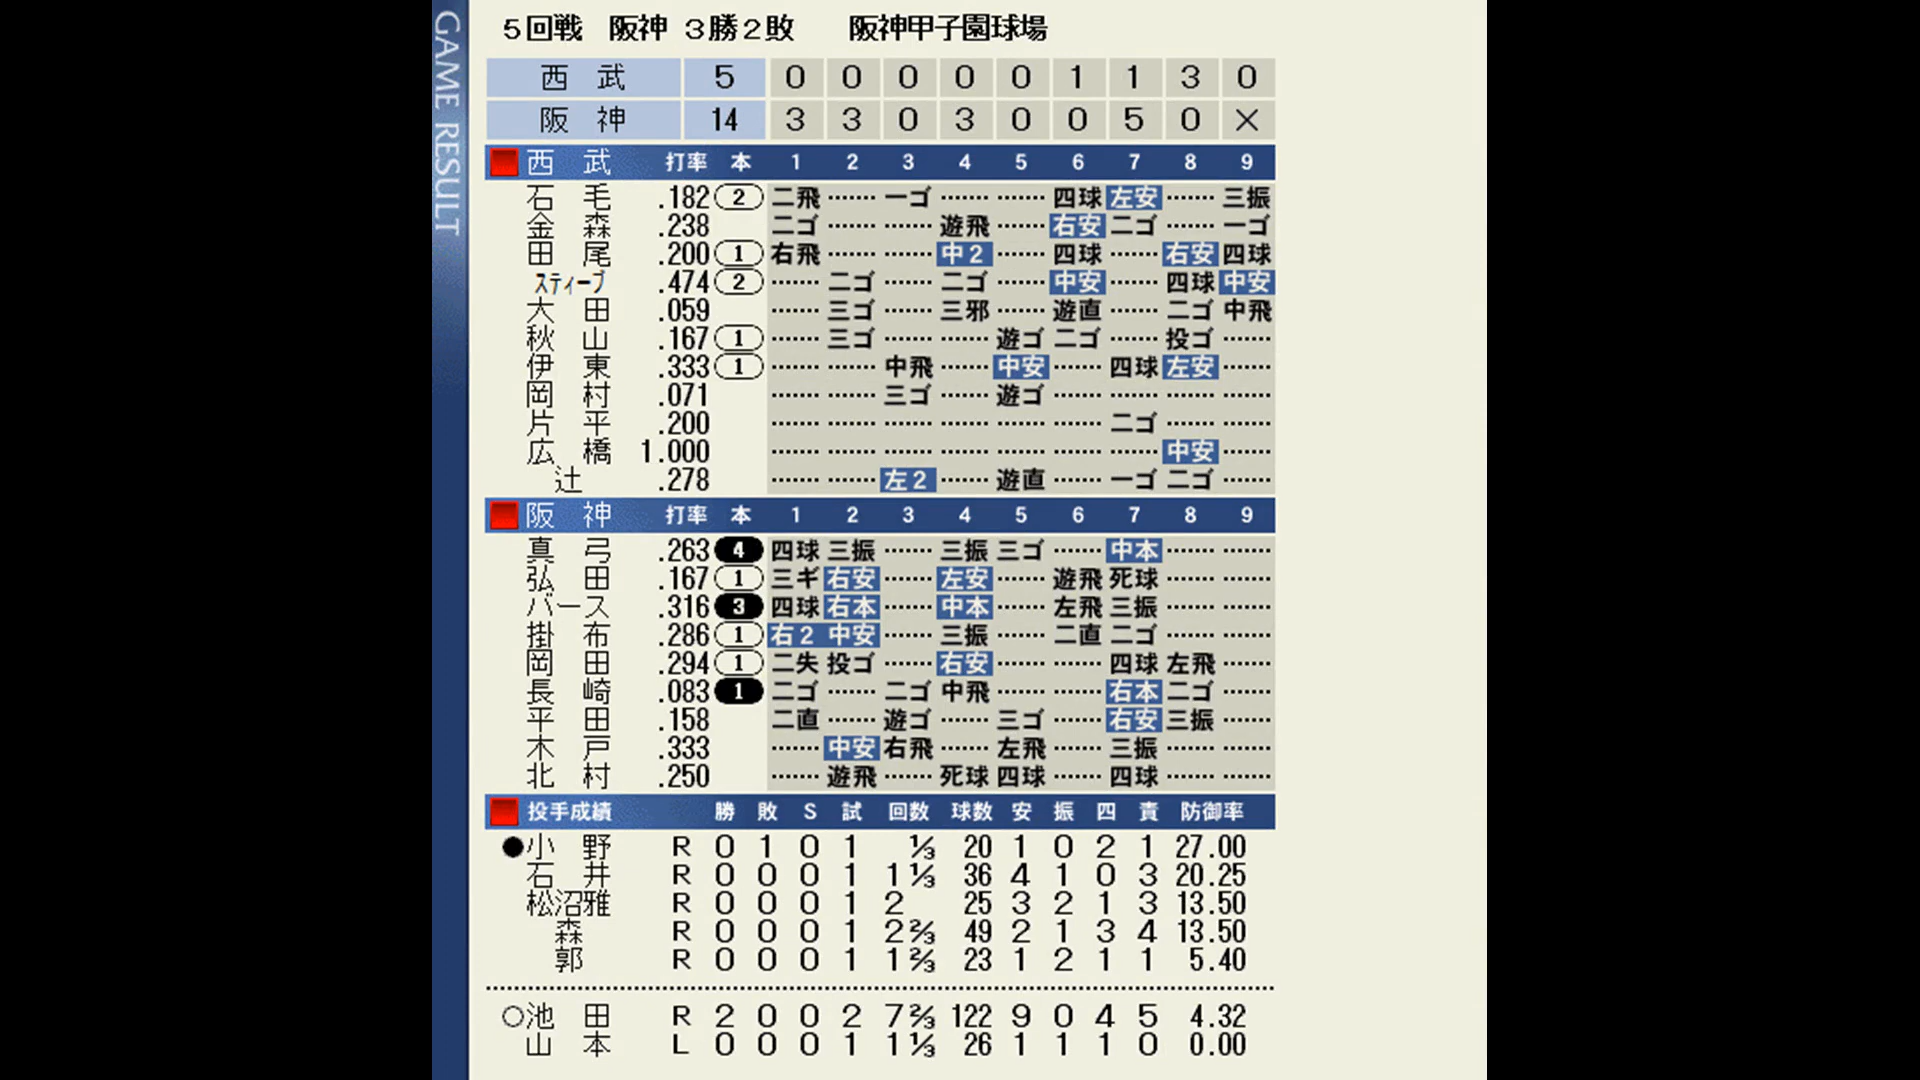 GAME RESULT
5回戦 阪神 3勝2敗 阪神甲子園球場
西武 5 0 0 0 0 0 1 1 3 0
阪神 14 3 3 0 3 0 0 5 0 ×
西武 打率 本 1 2 3 4 5 6 7 8 9
石毛 .182 2 二飛 …… 一ゴ …… …… 四球 左安 …… 三振
金森 .238 二ゴ …… …… 遊飛 …… 右安 二ゴ …… 一ゴ
田尾 .200 1 右飛 …… …… 中2 …… 四球 …… 右安 四球
スティーブ .474 2 …… 二ゴ …… 二ゴ …… 中安 …… 四球 中安
大田 .059 …… 三ゴ …… 三邪 …… 遊直 …… 二ゴ 中飛
秋山 .167 1 …… 三ゴ …… …… 遊ゴ 二ゴ …… 投ゴ ……
伊東 .333 1 …… …… 中飛 …… 中安 …… 四球 左安 ……
岡村 .071 …… …… 三ゴ …… 遊ゴ …… …… …… ……
片平 .200 …… …… …… …… …… …… 二ゴ …… ……
広橋 1.000 …… …… …… …… …… …… …… 中安 ……
辻 .278 …… …… 左2 …… 遊直 …… 一ゴ 二ゴ ……
阪神 打率 本 1 2 3 4 5 6 7 8 9
真弓 .263 4 四球 三振 …… 三振 三ゴ …… 中本 …… ……
弘田 .167 1 三ギ 右安 …… 左安 …… 遊飛 死球 …… ……
バース .316 3 四球 右本 …… 中本 …… 左飛 三振 …… ……
掛布 .286 1 右2 中安 …… 三振 …… 二直 二ゴ …… ……
岡田 .294 1 二失 投ゴ …… 右安 …… …… 四球 左飛 ……
長崎 .083 1 二ゴ …… 二ゴ 中飛 …… …… 右本 二ゴ ……
平田 .158 二直 …… 遊ゴ …… 三ゴ …… 右安 三振 ……
木戸 .333 …… 中安 右飛 …… 左飛 …… 三振 …… ……
北村 .250 …… 遊飛 …… 死球 四球 …… 四球 …… ……
投手成績 勝 敗 S 試 回数 球数 安 振 四 責 防御率
●小野 R 0 1 0 1 ⅓ 20 1 0 2 1 27.00
石井 R 0 0 0 1 1⅓ 36 4 1 0 3 20.25
松沼雅 R 0 0 0 1 2 25 3 2 1 3 13.50
森 R 0 0 0 1 2⅔ 49 2 1 3 4 13.50
郭 R 0 0 0 1 1⅔ 23 1 2 1 1 5.40
○池田 R 2 0 0 2 7⅔ 122 9 0 4 5 4.32
山本 L 0 0 0 1 1⅓ 26 1 1 1 0 0.00